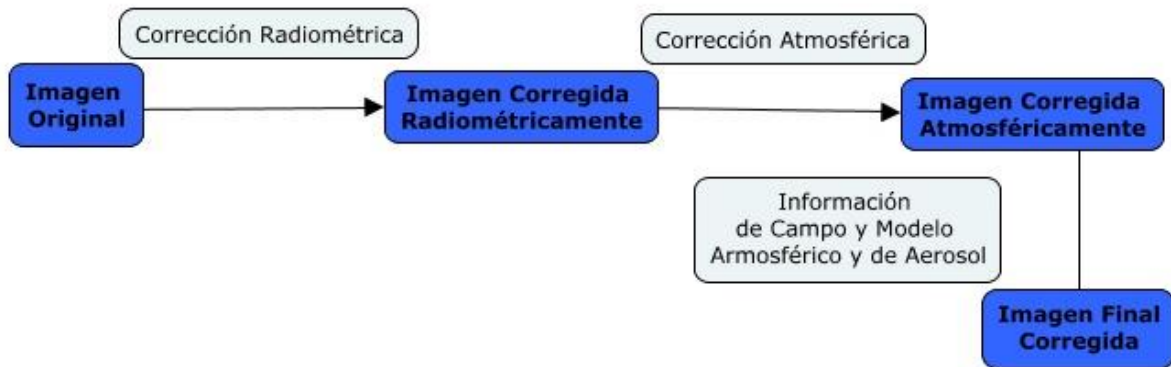 Corrección Radiométrica
Corrección Atmosférica
Imagen
Original
Imagen Corregida
Radiométricamente
Imagen Corregida
Atmosféricamente
Información
de Campo y Modelo
Armosférico y de Aerosol
Imagen Final
Corregida